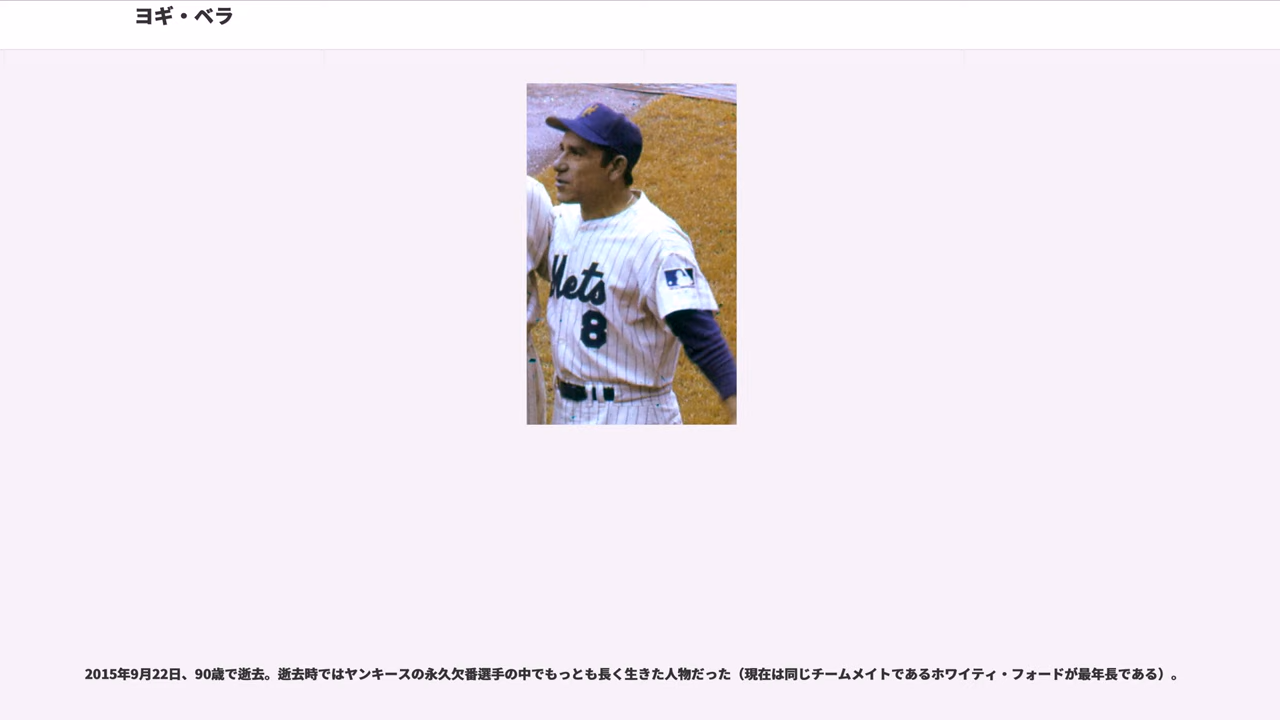 ヨギ・ベラ
Mets
8
2015年9月22日、90歳で逝去。逝去時ではヤンキースの永久欠番選手の中でもっとも長く生きた人物だった（現在は同じチームメイトであるホワイティ・フォードが最年長である）。